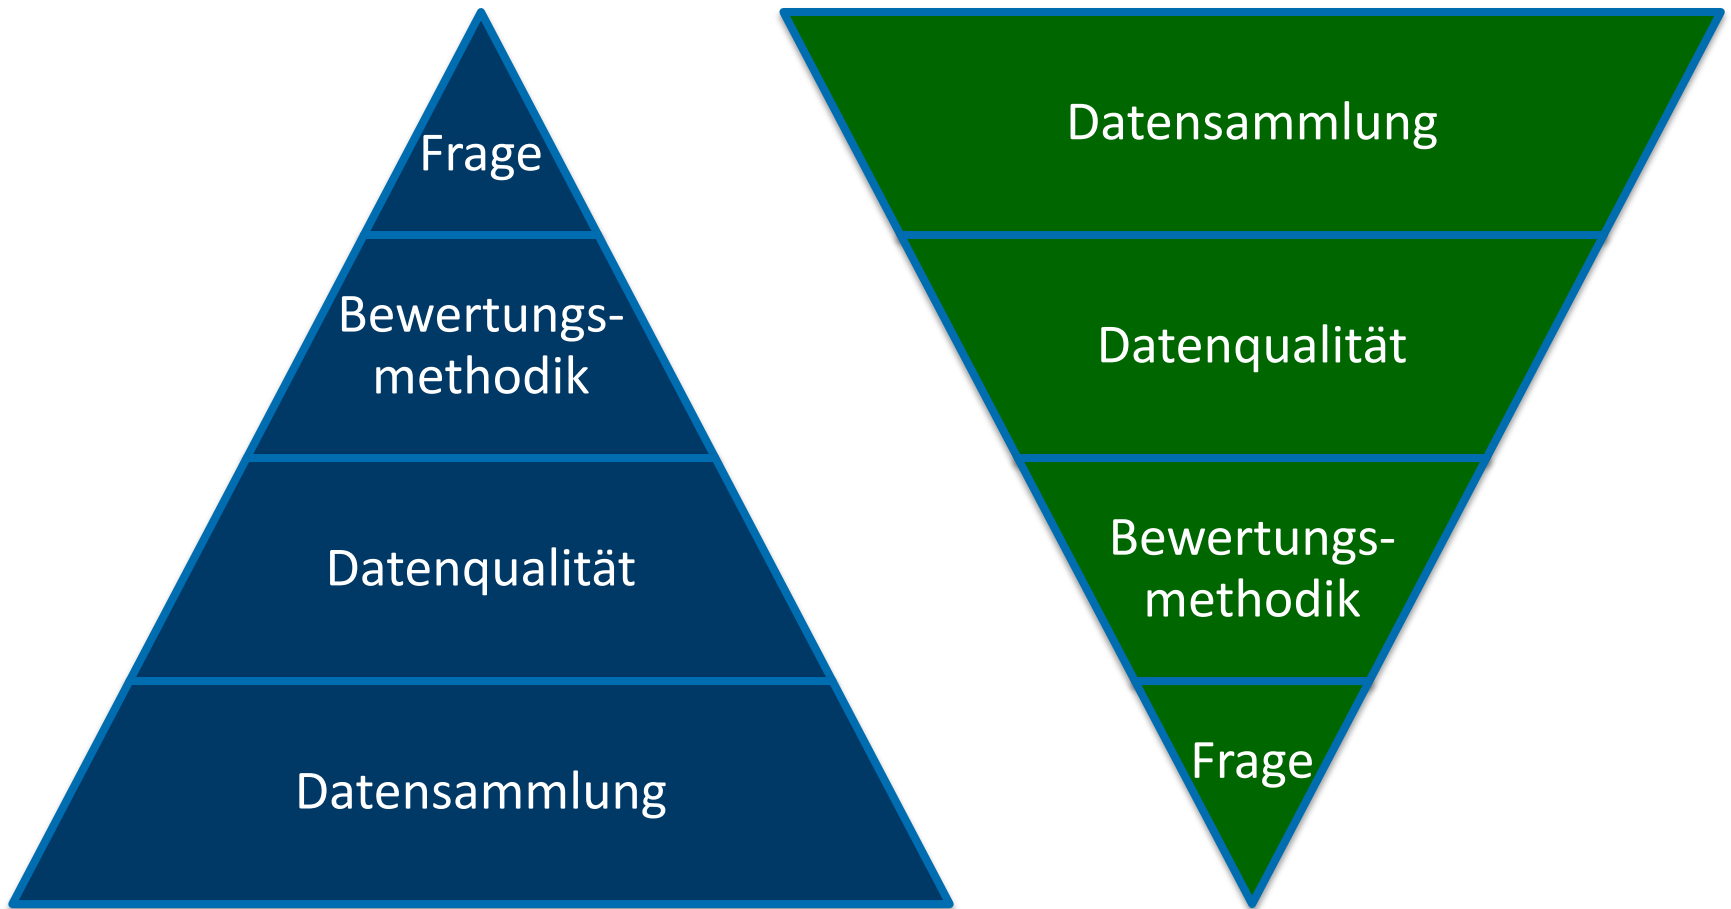 Frage
Bewertungs-
methodik
Datenqualität
Datensammlung
Datensammlung
Datenqualität
Bewertungs-
methodik
Frage